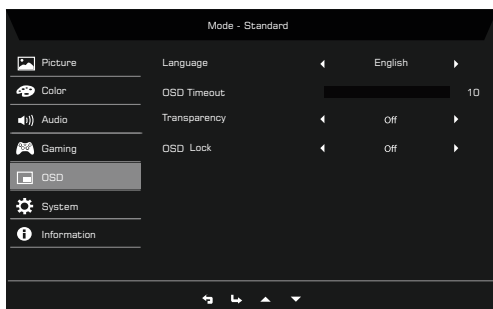 Mode - Standard
Picture
Language English
Color
OSD Timeout 10
Audio
Transparency Off
Gaming
OSD Lock Off
OSD
System
Information